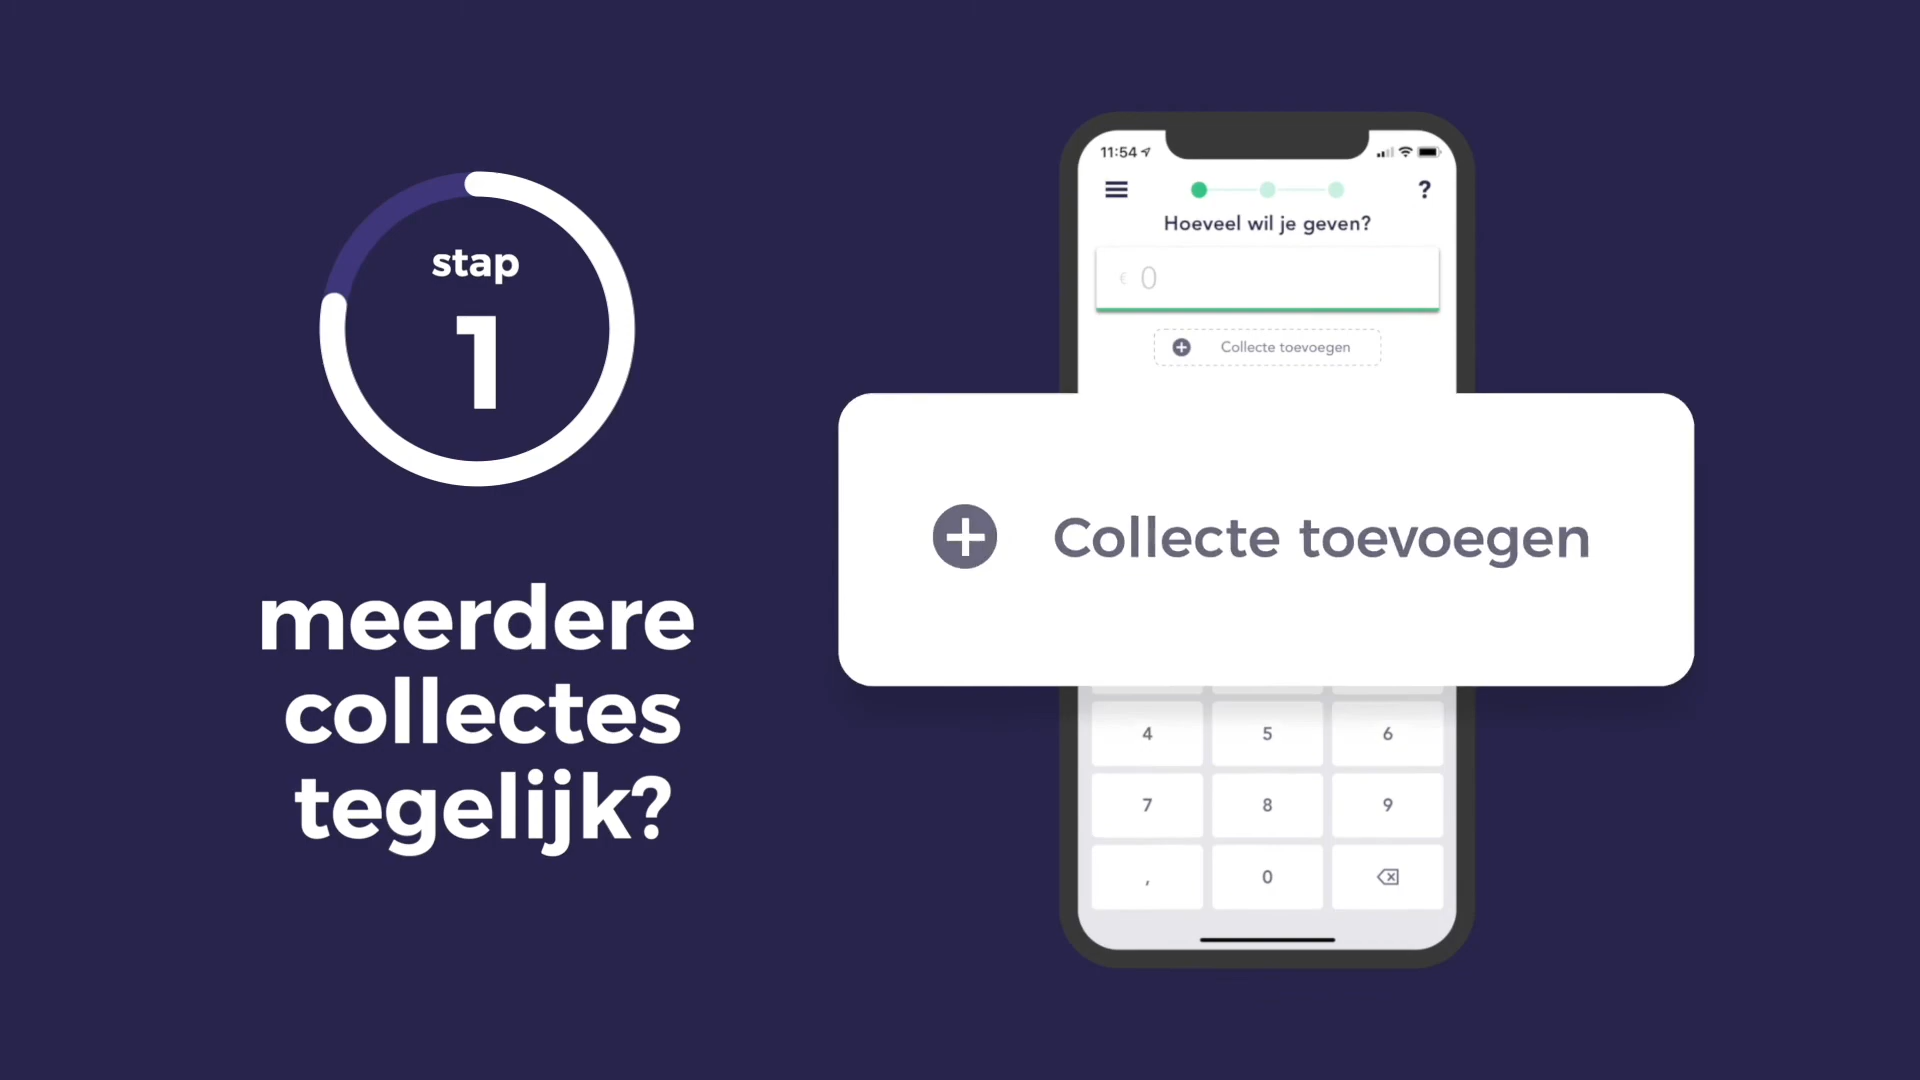 stap
1
meerdere
collectes
tegelijk?
11:54
?
Hoeveel wil je geven?
€ 0
Collecte toevoegen
Collecte toevoegen
4 5 6
7 8 9
, 0